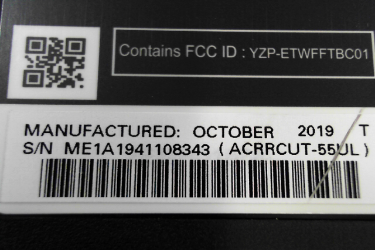 Contains FCC ID : YZP-ETWFFTBC01
MANUFACTURED: OCTOBER 2019 T
S/N ME1A1941108343 ( ACRRCUT-55UL )